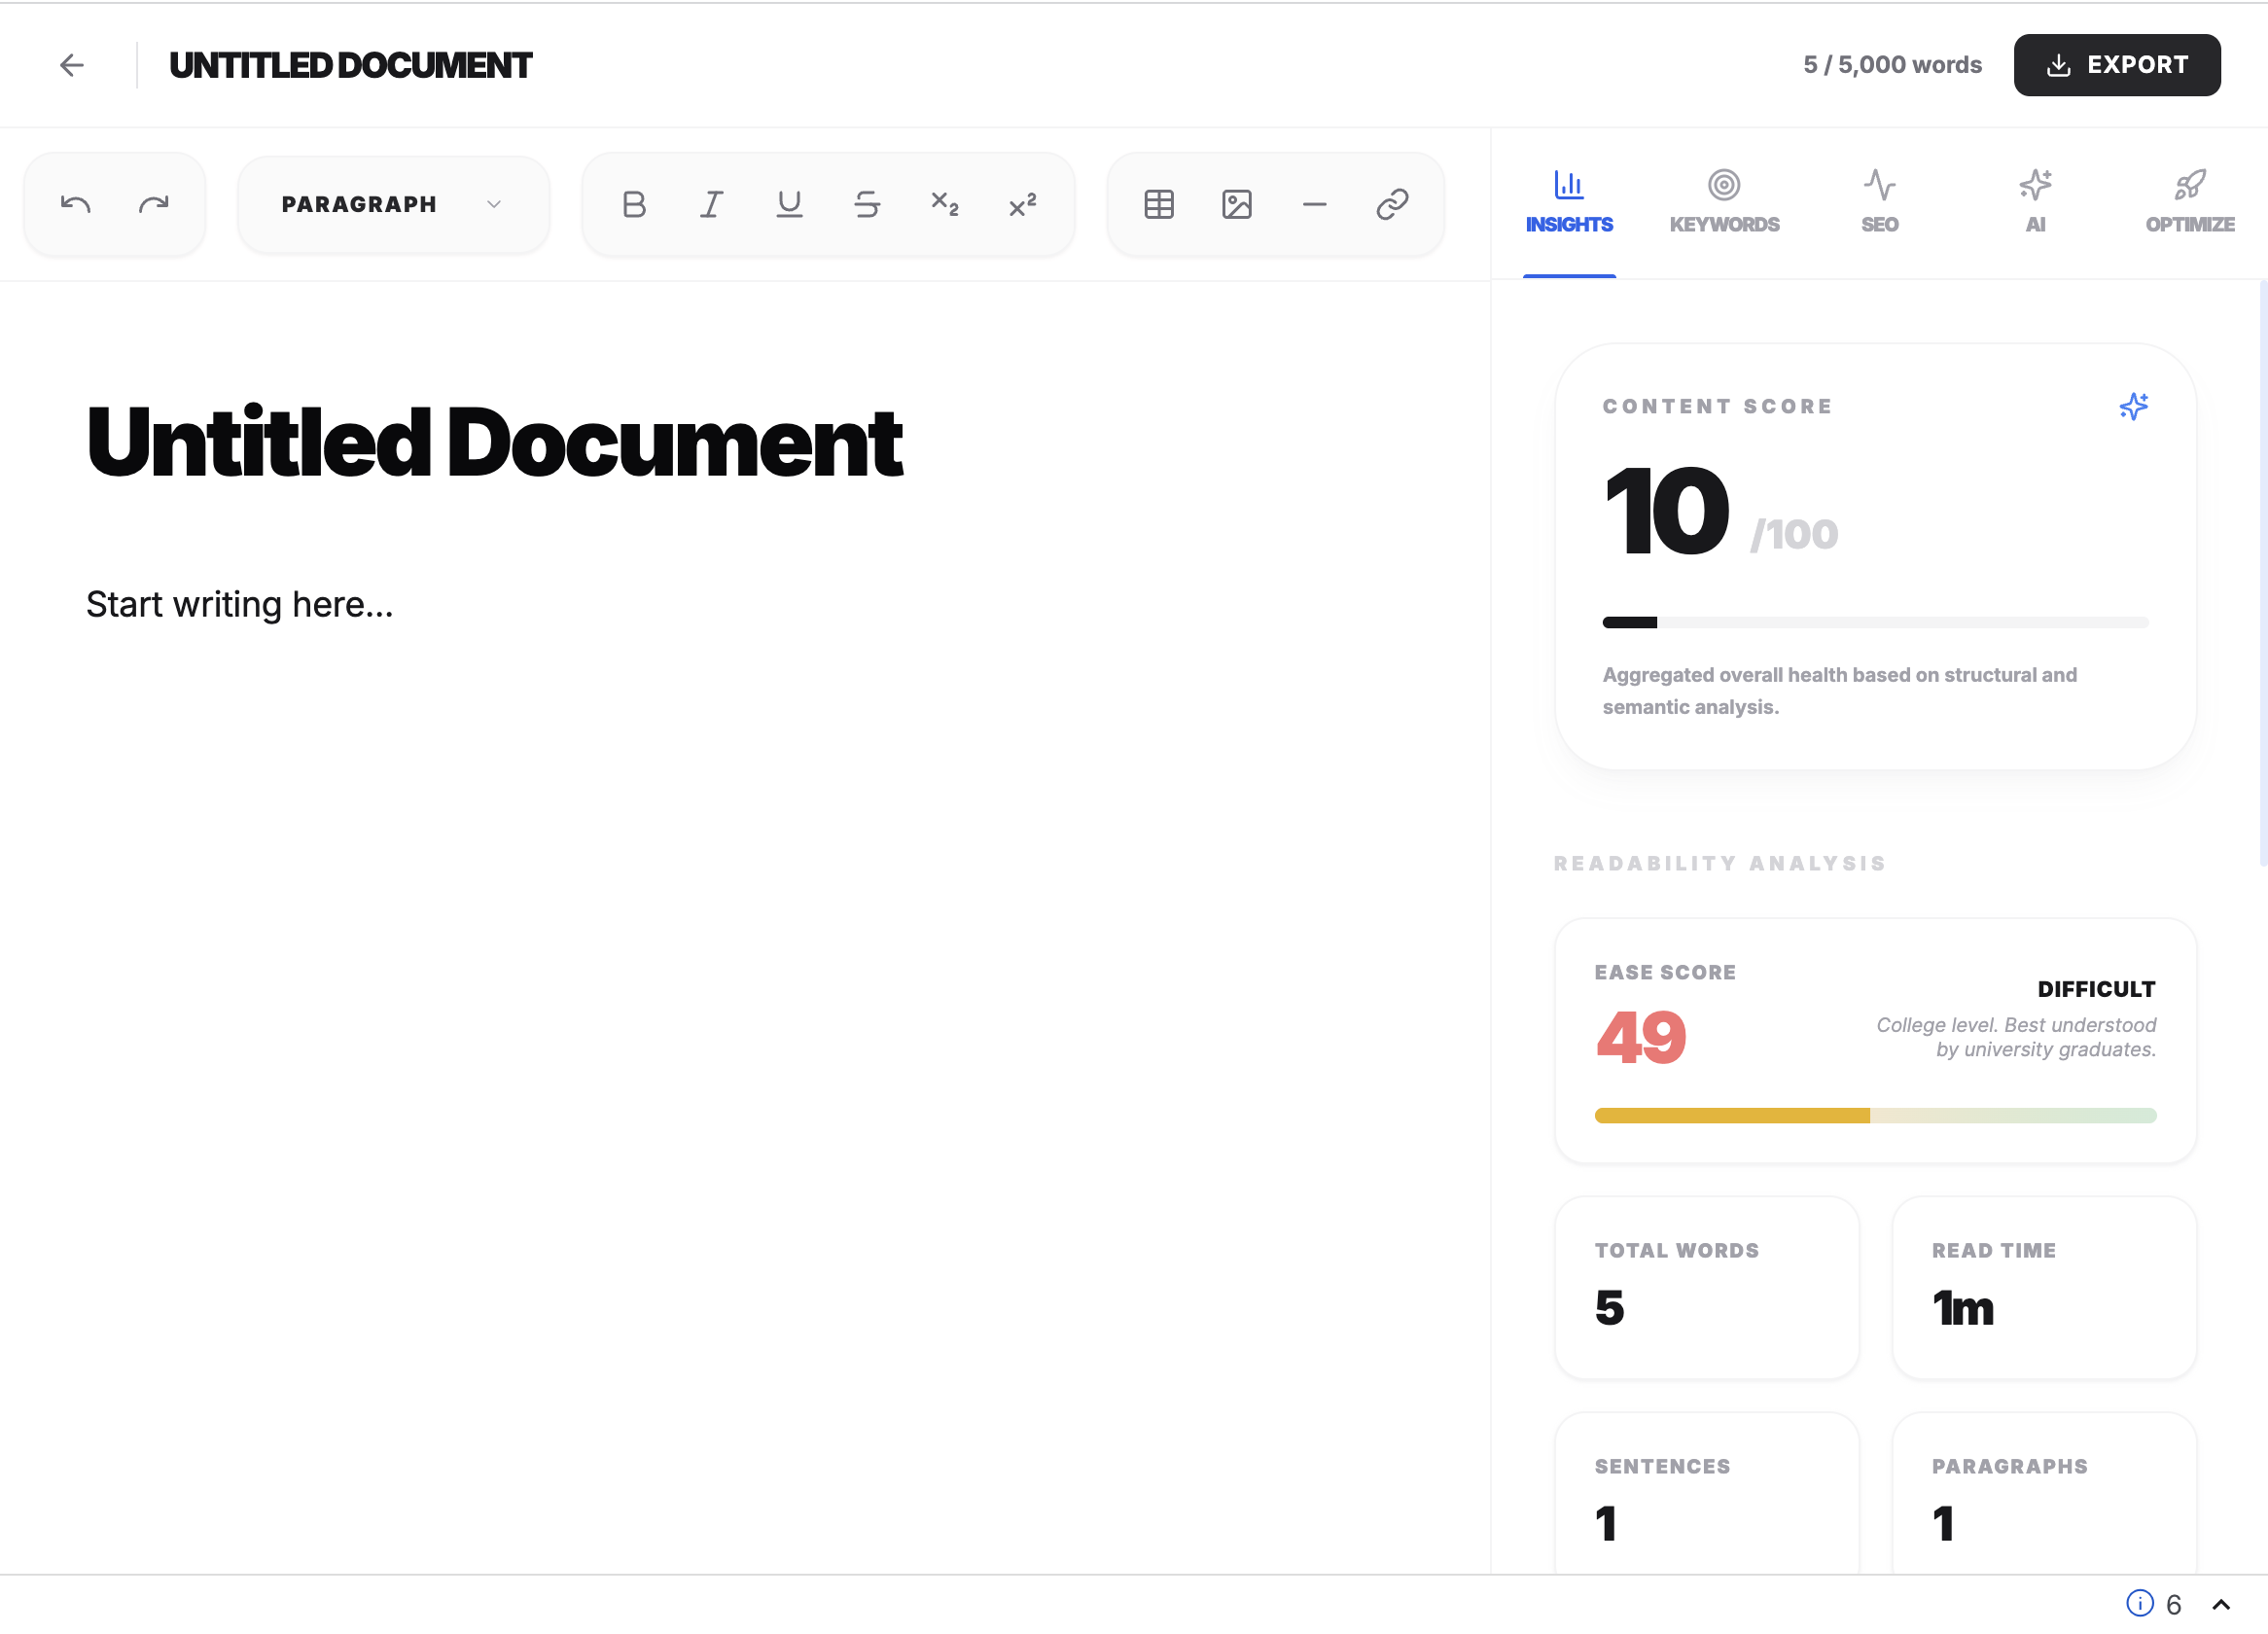 UNTITLED DOCUMENT
5 / 5,000 words
EXPORT
PARAGRAPH
INSIGHTS
KEYWORDS
SEO
AI
OPTIMIZE
Untitled Document
Start writing here...
CONTENT SCORE
10 /100
Aggregated overall health based on structural and
semantic analysis.
READABILITY ANALYSIS
EASE SCORE
49
DIFFICULT
College level. Best understood
by university graduates.
TOTAL WORDS
5
READ TIME
1m
SENTENCES
1
PARAGRAPHS
1
6